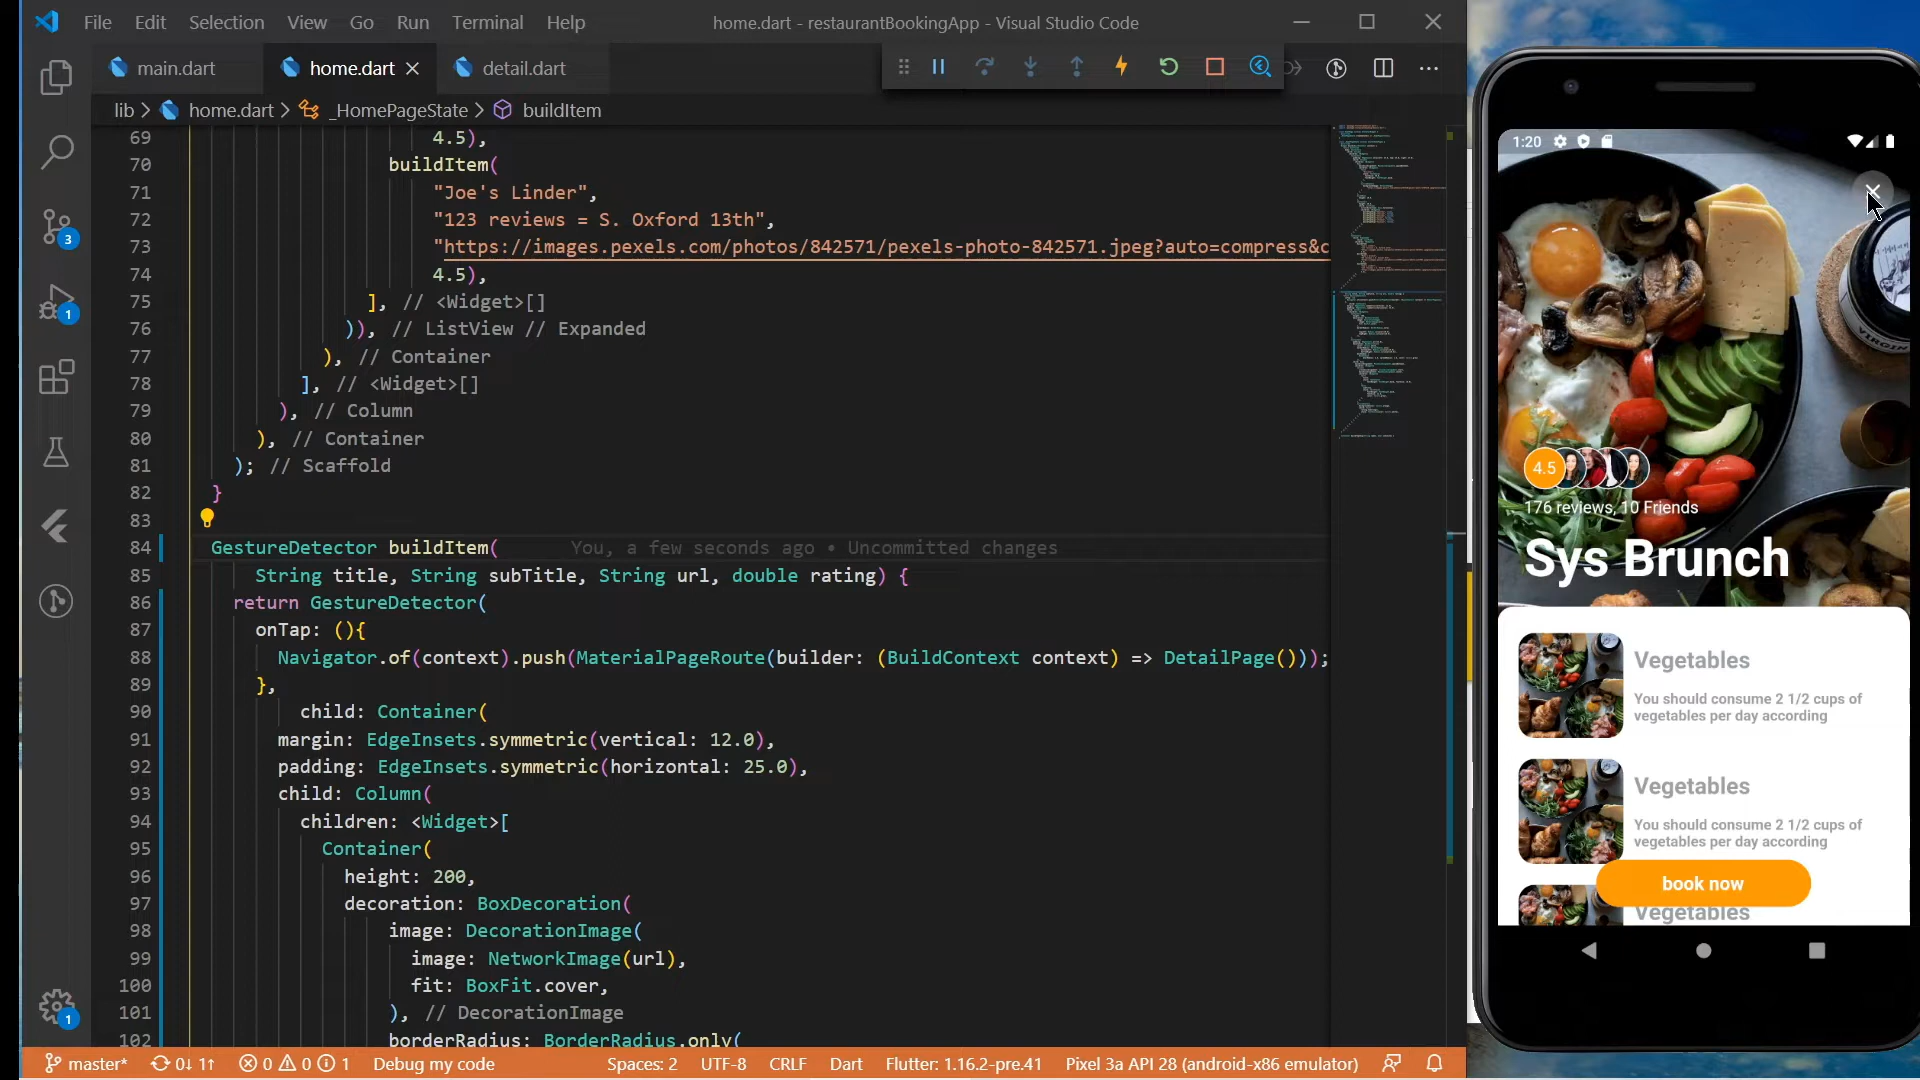 File Edit Selection View Go Run Terminal Help
home.dart - restaurantBookingApp - Visual Studio Code
main.dart
home.dart
detail.dart
lib > home.dart > _HomePageState > buildItem
69 4.5),
70 buildItem(
71 "Joe's Linder",
72 "123 reviews = S. Oxford 13th",
73 "https://images.pexels.com/photos/842571/pexels-photo-842571.jpeg?auto=compress&c
74 4.5),
75 ], // <Widget>[]
76 )), // ListView // Expanded
77 ), // Container
78 ], // <Widget>[]
79 ), // Column
80 ), // Container
81 ); // Scaffold
82 }
83
84 GestureDetector buildItem( You, a few seconds ago • Uncommitted changes
85 String title, String subTitle, String url, double rating) {
86 return GestureDetector(
87 onTap: (){
88 Navigator.of(context).push(MaterialPageRoute(builder: (BuildContext context) => DetailPage()));
89 },
90 child: Container(
91 margin: EdgeInsets.symmetric(vertical: 12.0),
92 padding: EdgeInsets.symmetric(horizontal: 25.0),
93 child: Column(
94 children: <Widget>[
95 Container(
96 height: 200,
97 decoration: BoxDecoration(
98 image: DecorationImage(
99 image: NetworkImage(url),
100 fit: BoxFit.cover,
101 ), // DecorationImage
102 borderRadius: BorderRadius.only(
3
1
1
master* 0↓ 1↑ 0 0 1 Debug my code
Spaces: 2 UTF-8 CRLF Dart Flutter: 1.16.2-pre.41 Pixel 3a API 28 (android-x86 emulator)
1:20
4.5
176 reviews, 10 Friends
Sys Brunch
Vegetables
You should consume 2 1/2 cups of
vegetables per day according
Vegetables
You should consume 2 1/2 cups of
vegetables per day according
book now
Vegetables